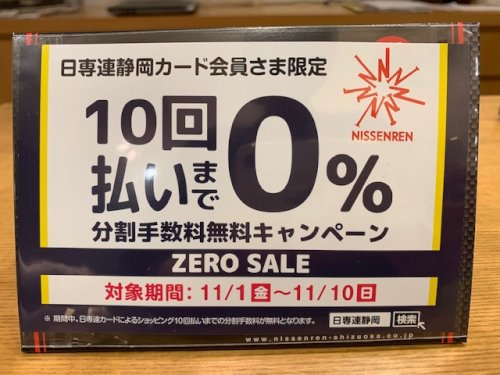 日専連静岡カード会員さま限定
NISSENREN
10回払いまで0%
分割手数料無料キャンペーン
ZERO SALE
対象期間:11/1金〜11/10日
※ 期間中、日専連カードによるショッピング10回払いまでの分割手数料が無料となります。
日専連静岡 検索
www.nissenren-shizuoka.co.jp